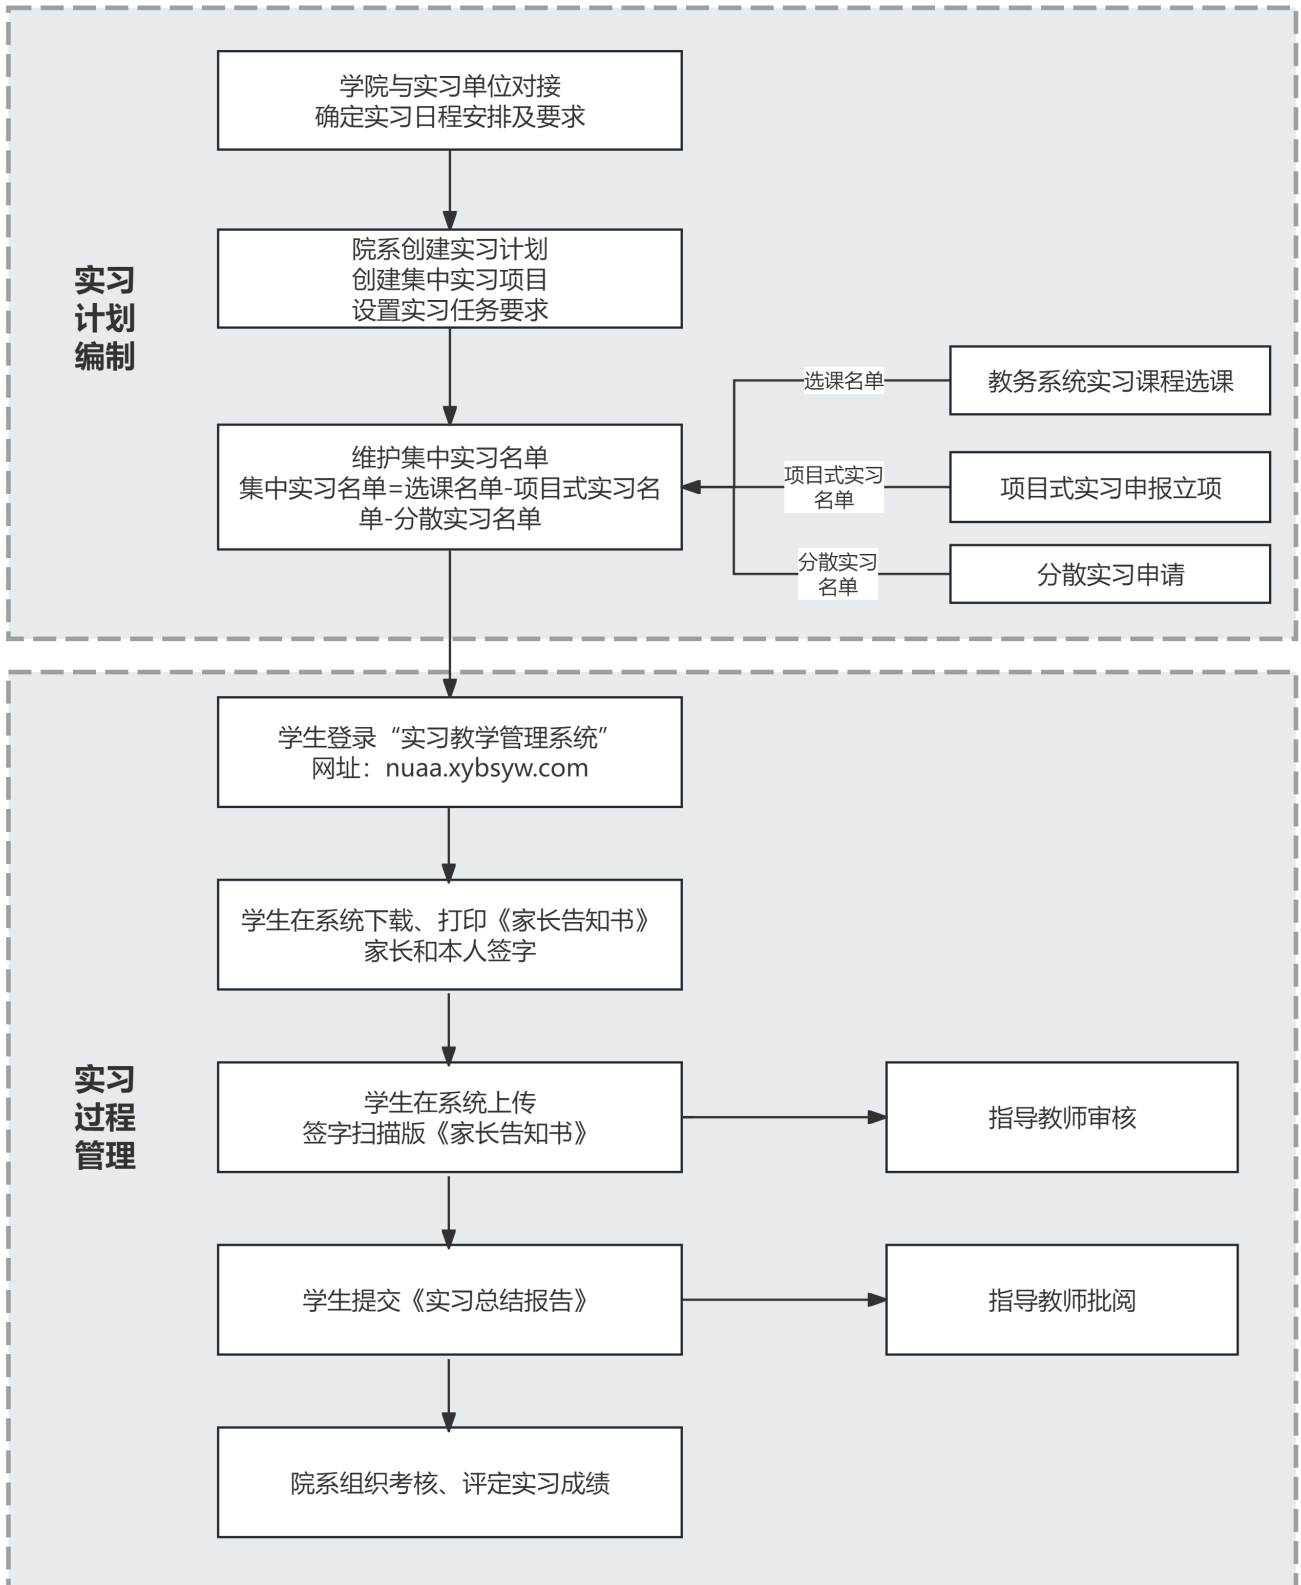 学院与实习单位对接
确定实习日程安排及要求
院系创建实习计划
创建集中实习项目
设置实习任务要求
实习
计划
编制
选课名单
教务系统实习课程选课
维护集中实习名单
集中实习名单=选课名单-项目式实习名
单-分散实习名单
项目式实习
名单
项目式实习申报立项
分散实习
名单
分散实习申请
学生登录“实习教学管理系统”
网址：nuaa.xybsyw.com
学生在系统下载、打印《家长告知书》
家长和本人签字
实习
过程
管理
学生在系统上传
签字扫描版《家长告知书》
指导教师审核
学生提交《实习总结报告》
指导教师批阅
院系组织考核、评定实习成绩